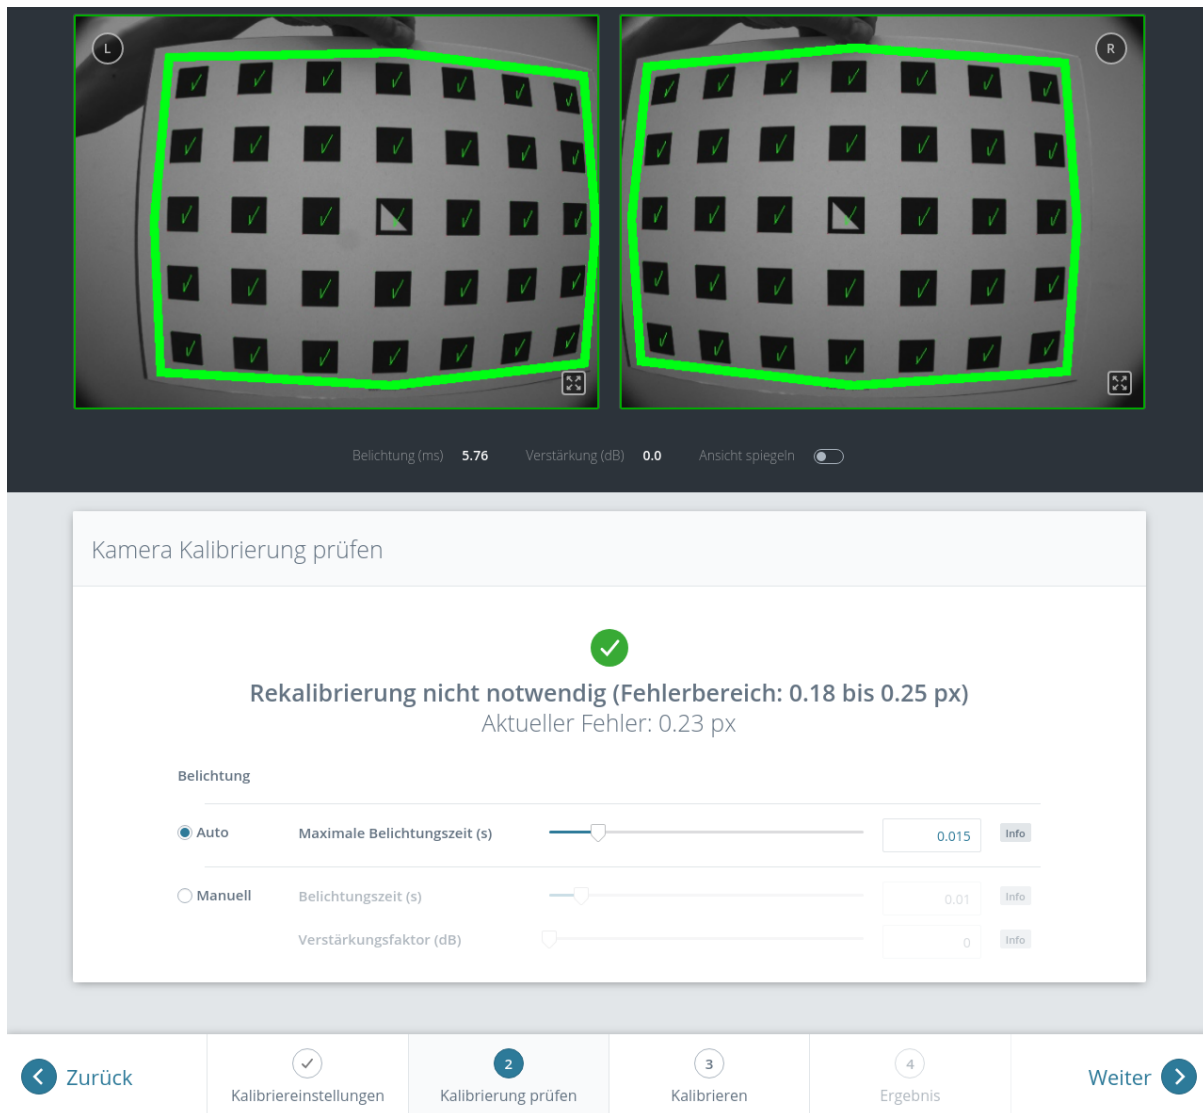 L
R
Belichtung (ms) 5.76 Verstärkung (dB) 0.0 Ansicht spiegeln
Kamera Kalibrierung prüfen
Rekalibrierung nicht notwendig (Fehlerbereich: 0.18 bis 0.25 px)
Aktueller Fehler: 0.23 px
Belichtung
Auto Maximale Belichtungszeit (s) 0.015 Info
Manuell Belichtungszeit (s) 0.01 Info
Verstärkungsfaktor (dB) 0 Info
Zurück
Kalibriereinstellungen
2
Kalibrierung prüfen
3
Kalibrieren
4
Ergebnis
Weiter